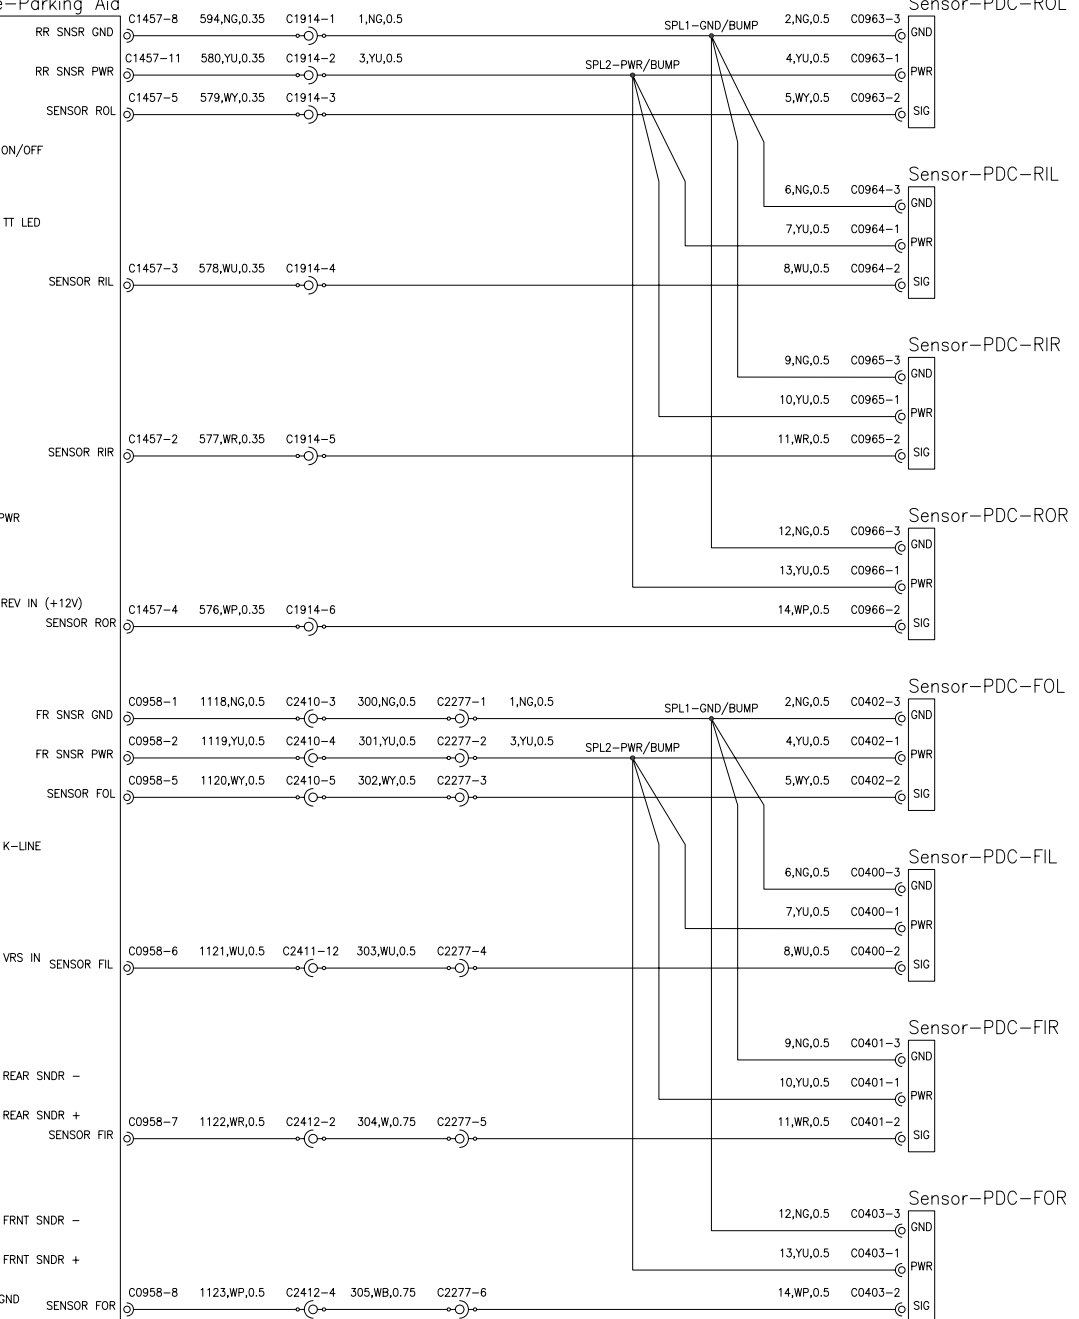 e-Parking Aid
Sensor-PDC-ROL
RR SNSR GND C1457-8 594,NG,0.35 C1914-1 1,NG,0.5 SPL1-GND/BUMP 2,NG,0.5 C0963-3 GND
RR SNSR PWR C1457-11 580,YU,0.35 C1914-2 3,YU,0.5 SPL2-PWR/BUMP 4,YU,0.5 C0963-1 PWR
SENSOR ROL C1457-5 579,WY,0.35 C1914-3 5,WY,0.5 C0963-2 SIG
ON/OFF
Sensor-PDC-RIL
6,NG,0.5 C0964-3 GND
TT LED
7,YU,0.5 C0964-1 PWR
SENSOR RIL C1457-3 578,WU,0.35 C1914-4 8,WU,0.5 C0964-2 SIG
Sensor-PDC-RIR
9,NG,0.5 C0965-3 GND
10,YU,0.5 C0965-1 PWR
SENSOR RIR C1457-2 577,WR,0.35 C1914-5 11,WR,0.5 C0965-2 SIG
Sensor-PDC-ROR
PWR
12,NG,0.5 C0966-3 GND
13,YU,0.5 C0966-1 PWR
REV IN (+12V)
SENSOR ROR C1457-4 576,WP,0.35 C1914-6 14,WP,0.5 C0966-2 SIG
Sensor-PDC-FOL
FR SNSR GND C0958-1 1118,NG,0.5 C2410-3 300,NG,0.5 C2277-1 1,NG,0.5 SPL1-GND/BUMP 2,NG,0.5 C0402-3 GND
FR SNSR PWR C0958-2 1119,YU,0.5 C2410-4 301,YU,0.5 C2277-2 3,YU,0.5 SPL2-PWR/BUMP 4,YU,0.5 C0402-1 PWR
SENSOR FOL C0958-5 1120,WY,0.5 C2410-5 302,WY,0.5 C2277-3 5,WY,0.5 C0402-2 SIG
K-LINE
Sensor-PDC-FIL
6,NG,0.5 C0400-3 GND
7,YU,0.5 C0400-1 PWR
VRS IN
SENSOR FIL C0958-6 1121,WU,0.5 C2411-12 303,WU,0.5 C2277-4 8,WU,0.5 C0400-2 SIG
Sensor-PDC-FIR
9,NG,0.5 C0401-3 GND
REAR SNDR -
10,YU,0.5 C0401-1 PWR
REAR SNDR +
SENSOR FIR C0958-7 1122,WR,0.5 C2412-2 304,W,0.75 C2277-5 11,WR,0.5 C0401-2 SIG
Sensor-PDC-FOR
FRNT SNDR -
12,NG,0.5 C0403-3 GND
FRNT SNDR +
13,YU,0.5 C0403-1 PWR
GND
SENSOR FOR C0958-8 1123,WP,0.5 C2412-4 305,WB,0.75 C2277-6 14,WP,0.5 C0403-2 SIG